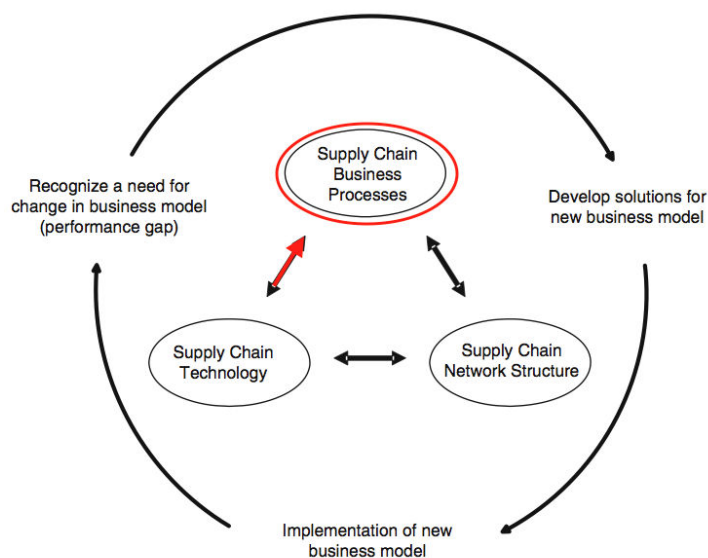 Supply Chain
Business
Processes
Recognize a need for
change in business model
(performance gap)
Develop solutions for
new business model
Supply Chain
Technology
Supply Chain
Network Structure
Implementation of new
business model